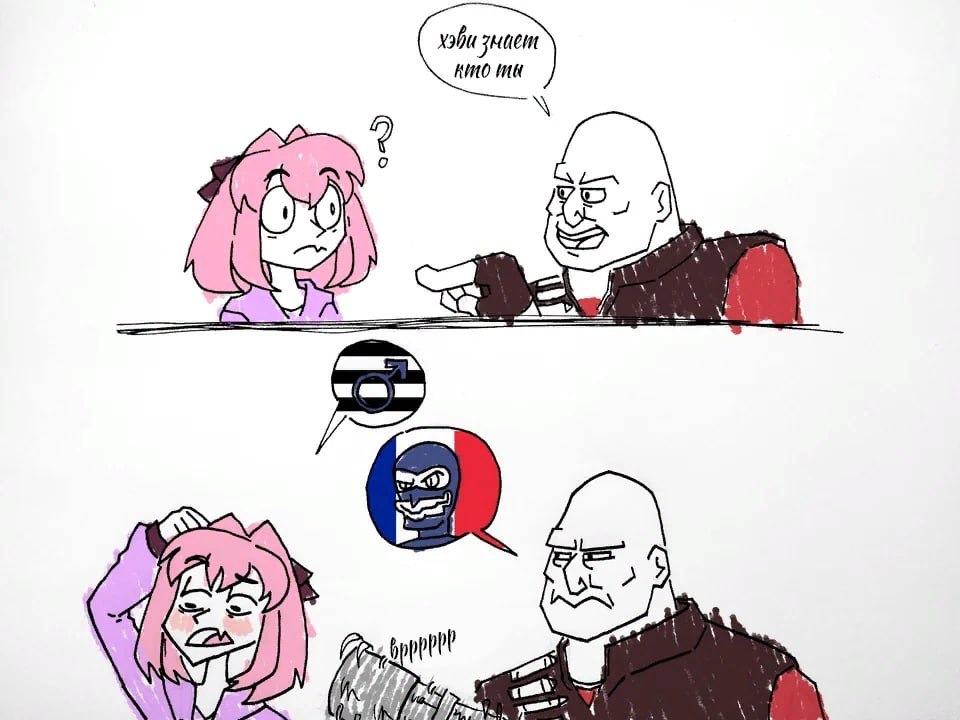 хэви знает
кто ты
?
врррррр